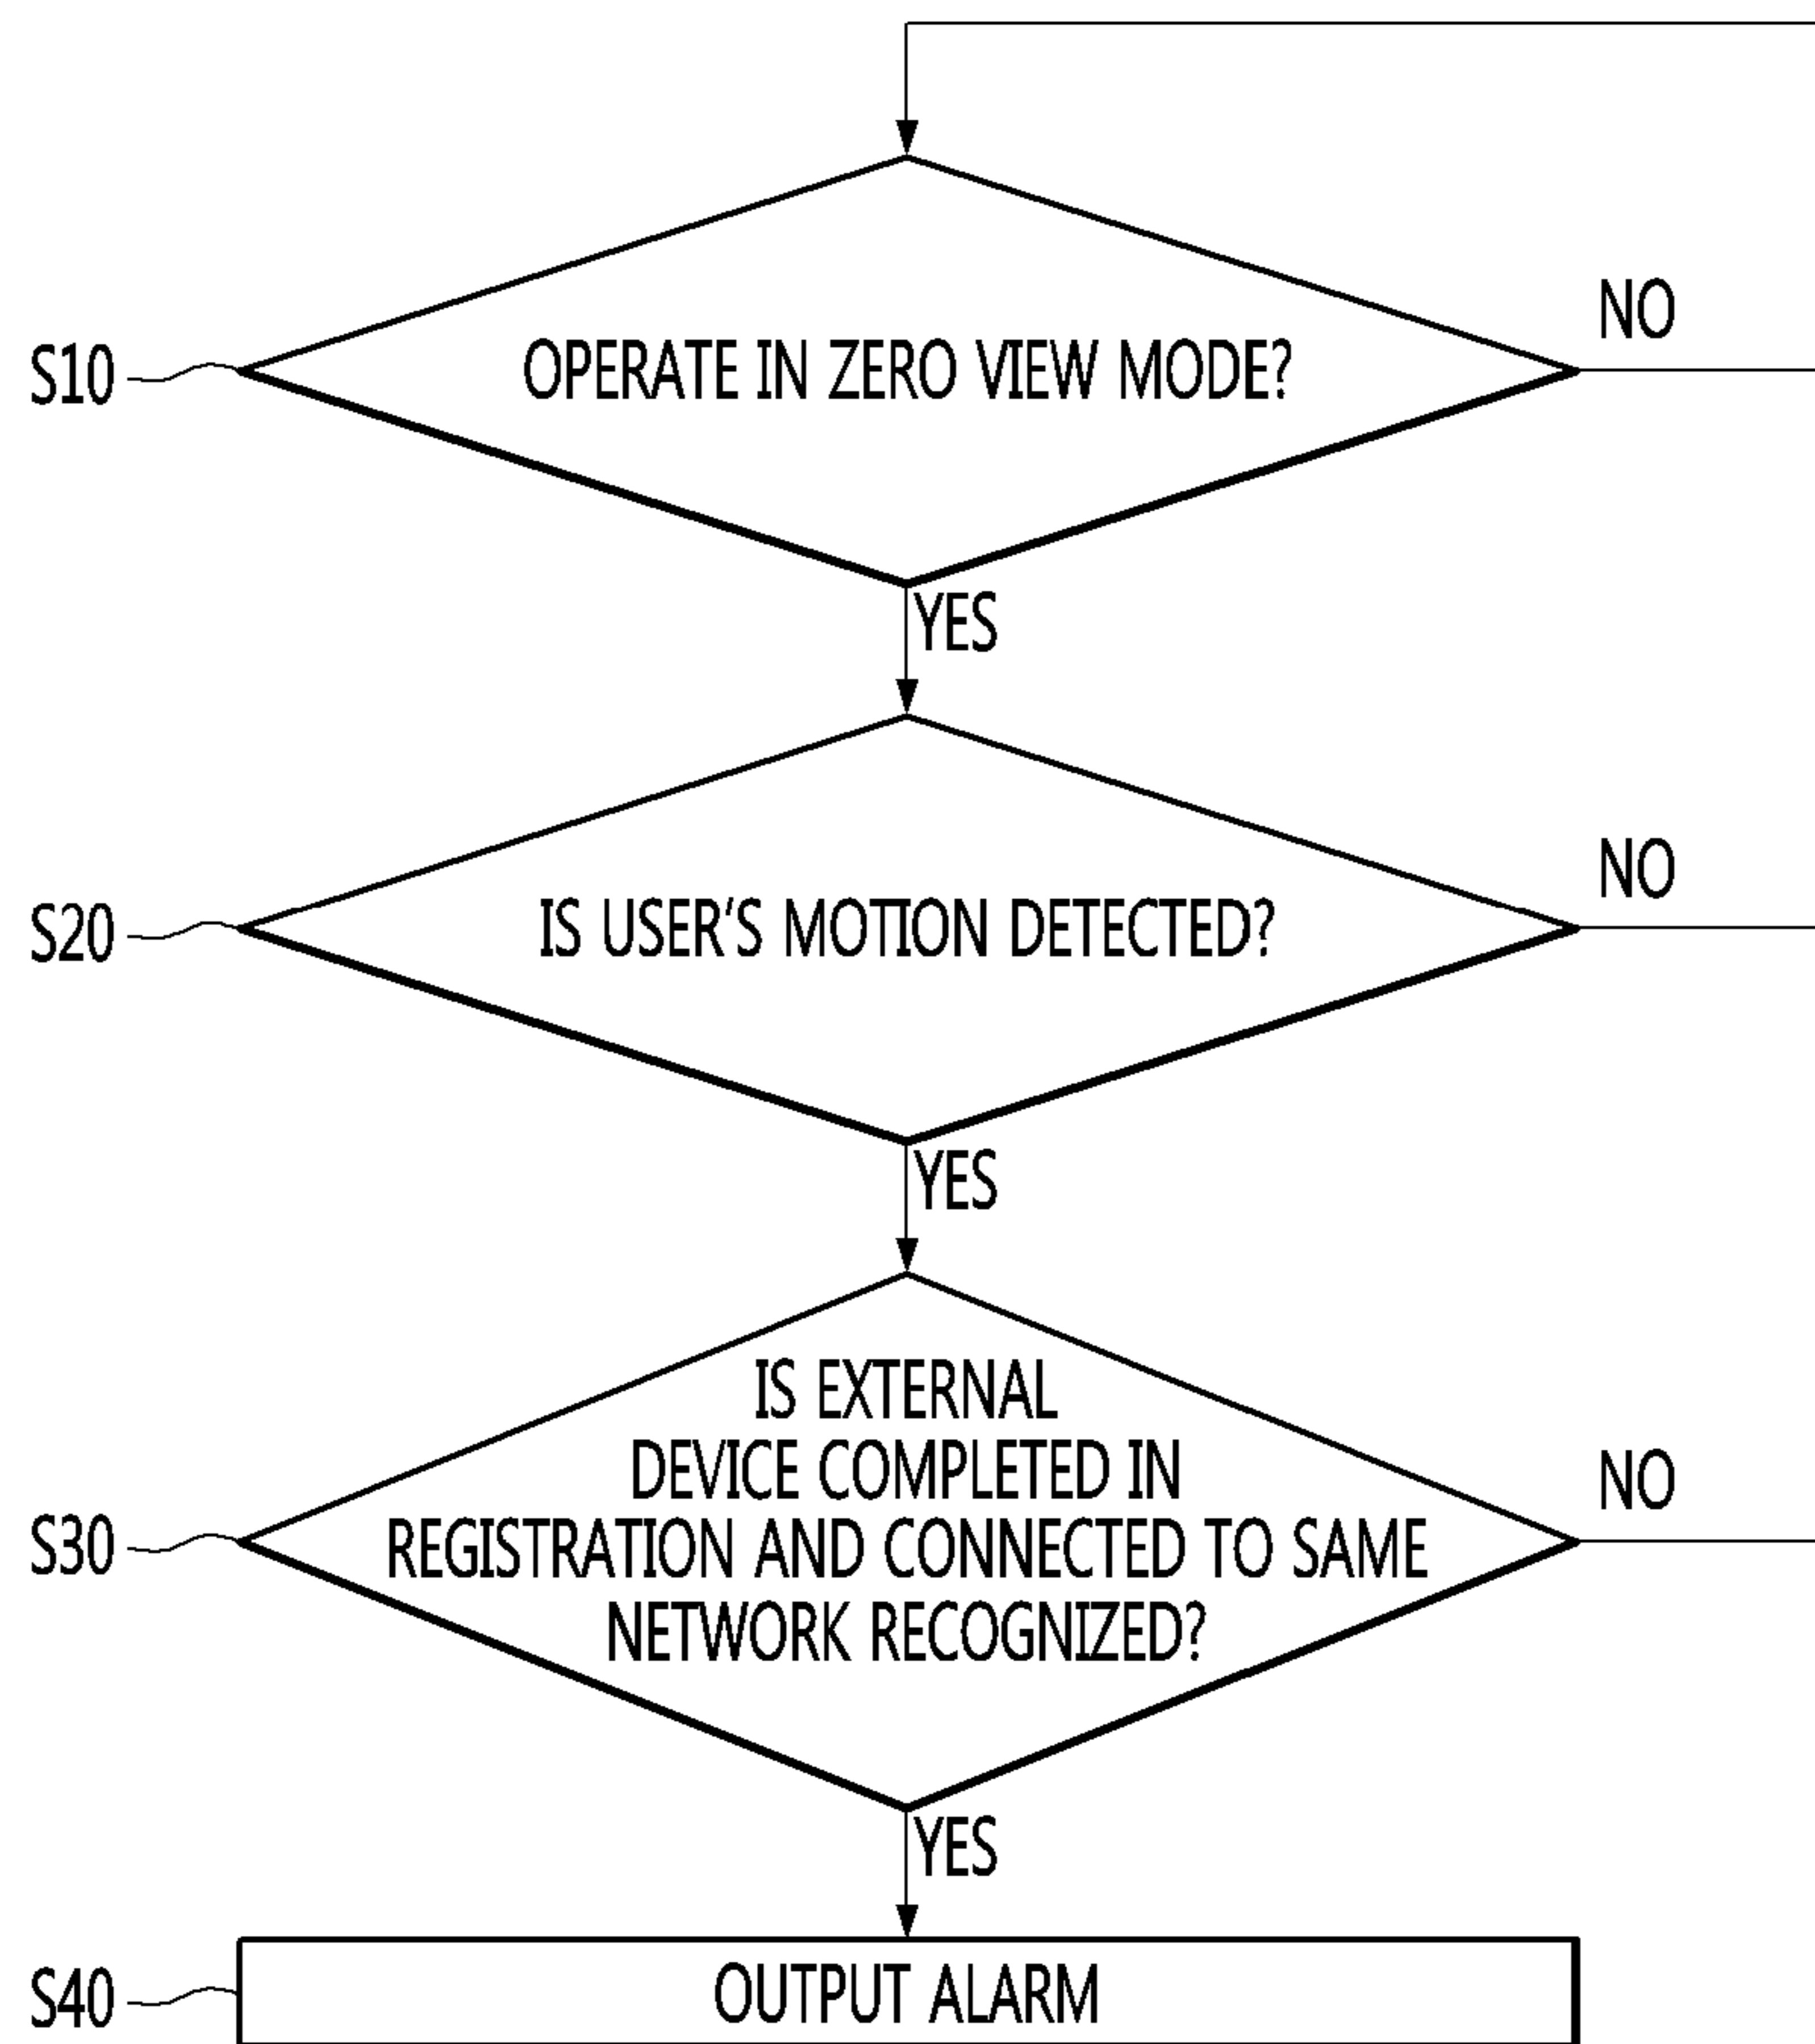 NO
S10
OPERATE IN ZERO VIEW MODE?
YES
NO
S20
IS USER'S MOTION DETECTED?
YES
IS EXTERNAL
DEVICE COMPLETED IN
NO
S30
REGISTRATION AND CONNECTED TO SAME
NETWORK RECOGNIZED?
YES
S40
OUTPUT ALARM